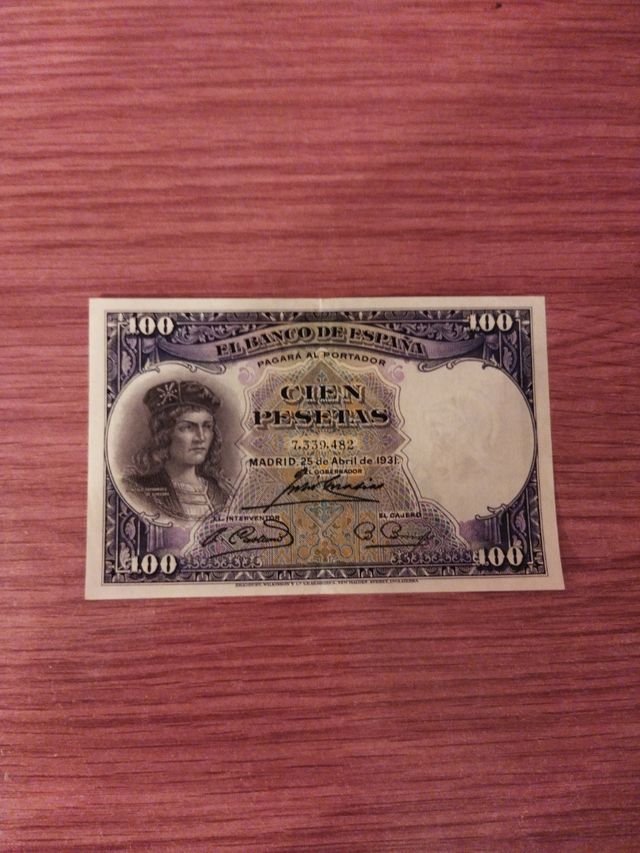 100 100
EL BANCO DE ESPAÑA
PAGARÁ AL PORTADOR
CIEN
PESETAS
7,339,482
MADRID, 25 de Abril de 1931.
EL GOBERNADOR
AL INTERVENTOR EL CAJERO
100 100